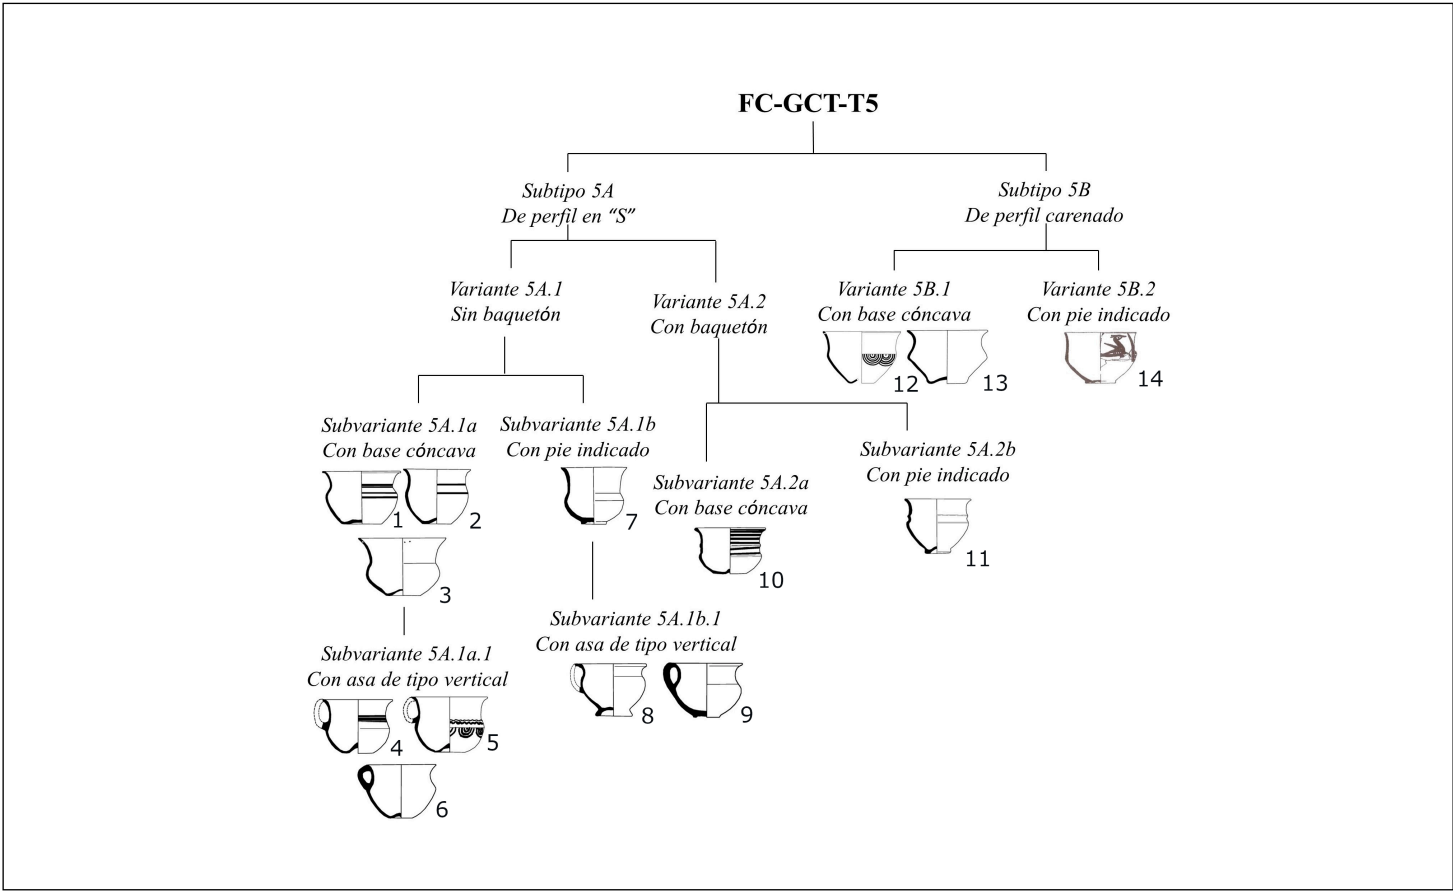 FC-GCT-T5
Subtipo 5A
De perfil en “S”
Subtipo 5B
De perfil carenado
Variante 5A.1
Sin baquetón
Variante 5A.2
Con baquetón
Variante 5B.1
Con base cóncava
12
13
Variante 5B.2
Con pie indicado
14
Subvariante 5A.1a
Con base cóncava
1
2
3
Subvariante 5A.1b
Con pie indicado
7
Subvariante 5A.2a
Con base cóncava
10
Subvariante 5A.2b
Con pie indicado
11
Subvariante 5A.1a.1
Con asa de tipo vertical
4
5
6
Subvariante 5A.1b.1
Con asa de tipo vertical
8
9